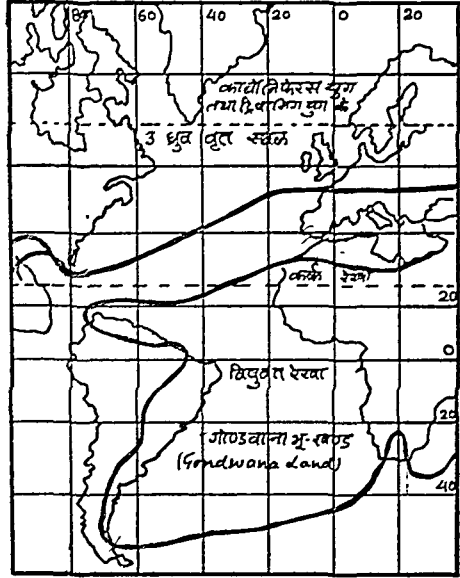 80 60 40 20 0 20
कार्बोनिफेरस युग
तथा ट्रिवासिग युग के
उ ध्रुव वृत स्थल
कर्क रेखा
20
0
विषुवत रेखा
20
गोण्डवाना भू-खण्ड
(Gondwana Land)
40